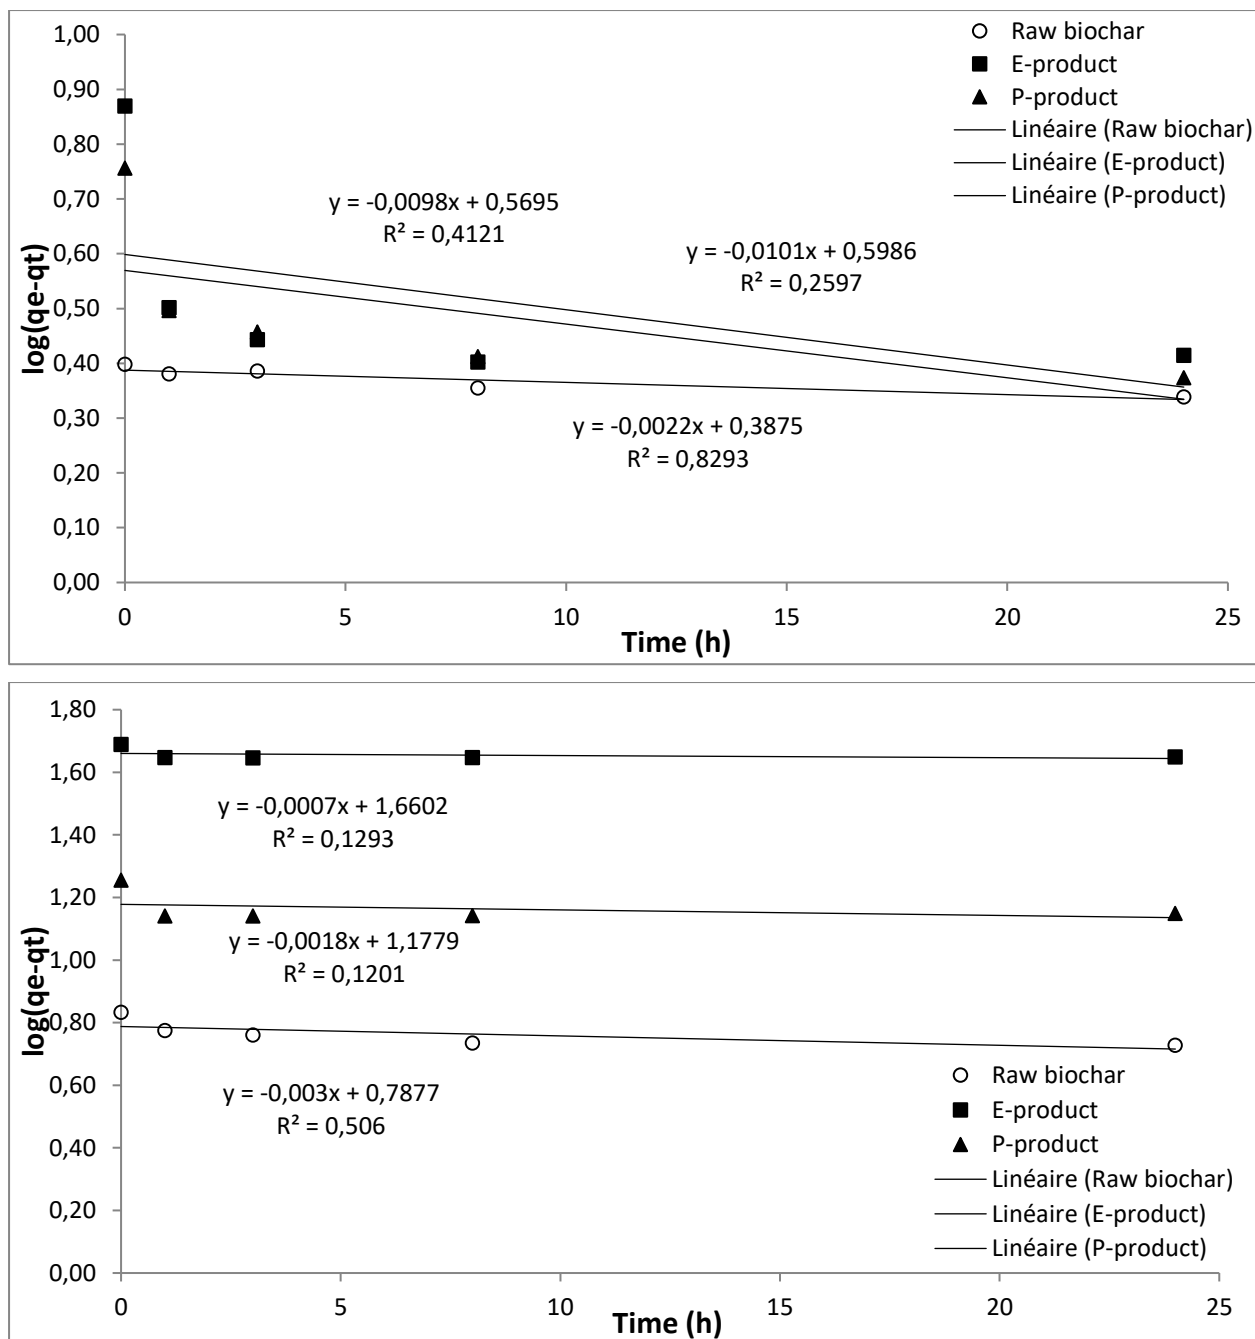 1,00
0,90
0,80
0,70
0,60
0,50
0,40
0,30
0,20
0,10
0,00
log(qe-qt)
Raw biochar
E-product
P-product
Linéaire (Raw biochar)
Linéaire (E-product)
Linéaire (P-product)
y = -0,0098x + 0,5695
R² = 0,4121
y = -0,0101x + 0,5986
R² = 0,2597
y = -0,0022x + 0,3875
R² = 0,8293
0 5 10 15 20 25
Time (h)
1,80
1,60
1,40
1,20
1,00
0,80
0,60
0,40
0,20
0,00
log(qe-qt)
y = -0,0007x + 1,6602
R² = 0,1293
y = -0,0018x + 1,1779
R² = 0,1201
y = -0,003x + 0,7877
R² = 0,506
Raw biochar
E-product
P-product
Linéaire (Raw biochar)
Linéaire (E-product)
Linéaire (P-product)
0 5 10 15 20 25
Time (h)